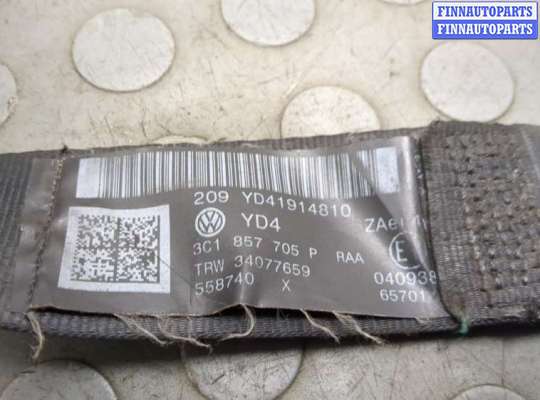 FINNAUTOPARTS
FINNAUTOPARTS
209 YD41914810
YD4
3C1 857 705 P RAA
E
TRW 34077659
040938
558740 X
65701